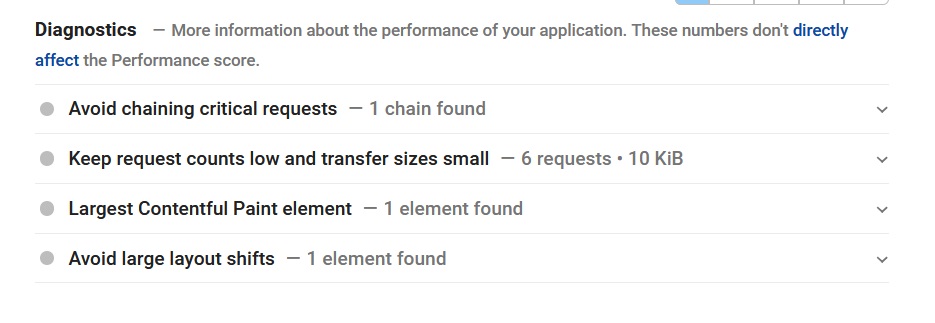 Diagnostics — More information about the performance of your application. These numbers don't directly
affect the Performance score.
Avoid chaining critical requests — 1 chain found
Keep request counts low and transfer sizes small — 6 requests • 10 KiB
Largest Contentful Paint element — 1 element found
Avoid large layout shifts — 1 element found